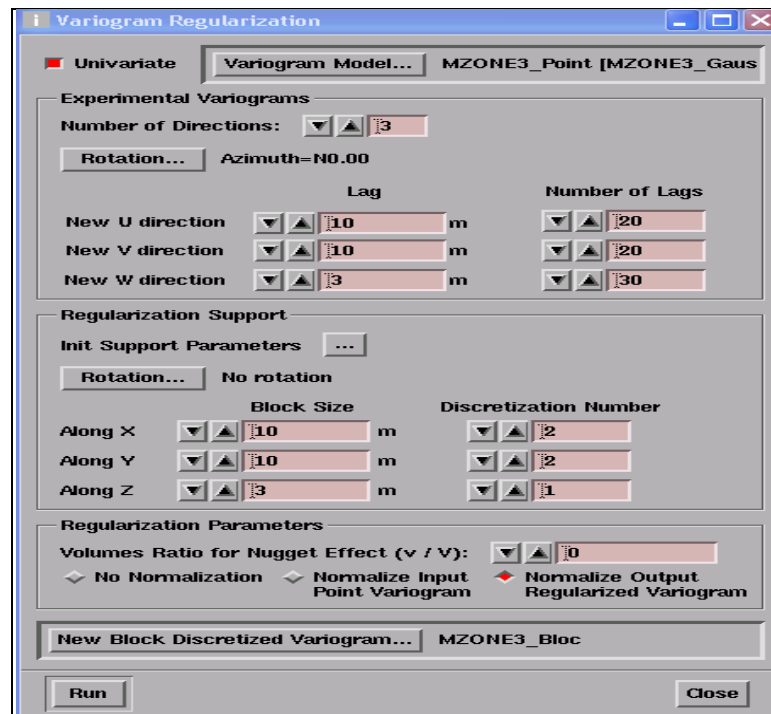 Variogram Regularization
Univariate Variogram Model... MZONE3_Point [MZONE3_Gaus
Experimental Variograms
Number of Directions: 3
Rotation... Azimuth=N0.00
Lag Number of Lags
New U direction 10 m 20
New V direction 10 m 20
New W direction 3 m 30
Regularization Support
Init Support Parameters ...
Rotation... No rotation
Block Size Discretization Number
Along X 10 m 2
Along Y 10 m 2
Along Z 3 m 1
Regularization Parameters
Volumes Ratio for Nugget Effect (v / V): 0
No Normalization Normalize Input Normalize Output
Point Variogram Regularized Variogram
New Block Discretized Variogram... MZONE3_Bloc
Run Close